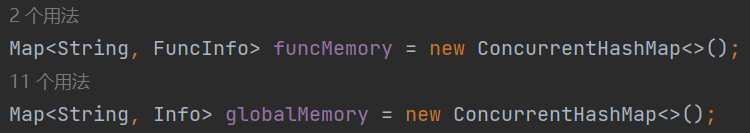 2 个用法
Map<String, FuncInfo> funcMemory = new ConcurrentHashMap<>();
11 个用法
Map<String, Info> globalMemory = new ConcurrentHashMap<>();